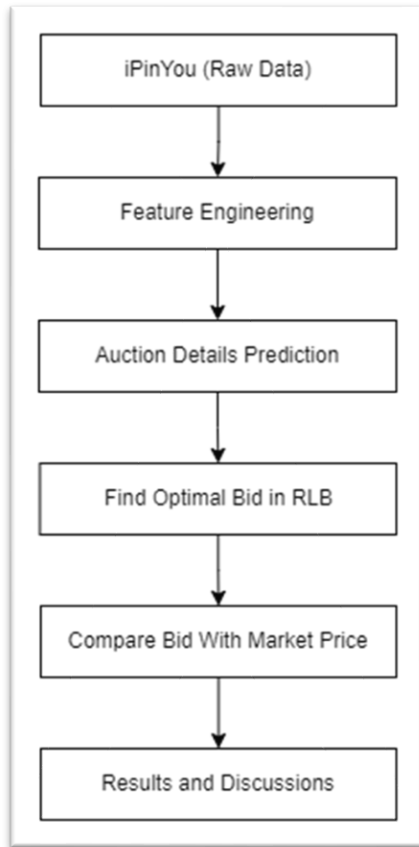 iPinYou (Raw Data)
Feature Engineering
Auction Details Prediction
Find Optimal Bid in RLB
Compare Bid With Market Price
Results and Discussions